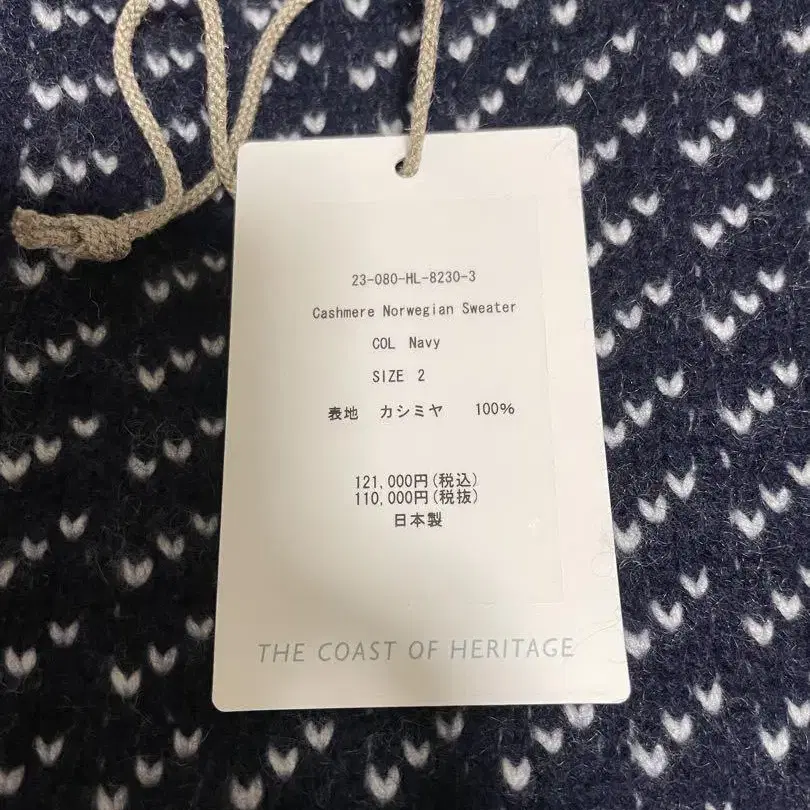 23-080-HL-8230-3
Cashmere Norwegian Sweater
COL Navy
SIZE 2
表地 カシミヤ 100%
121,000円(税込)
110,000円(税抜)
日本製
THE COAST OF HERITAGE